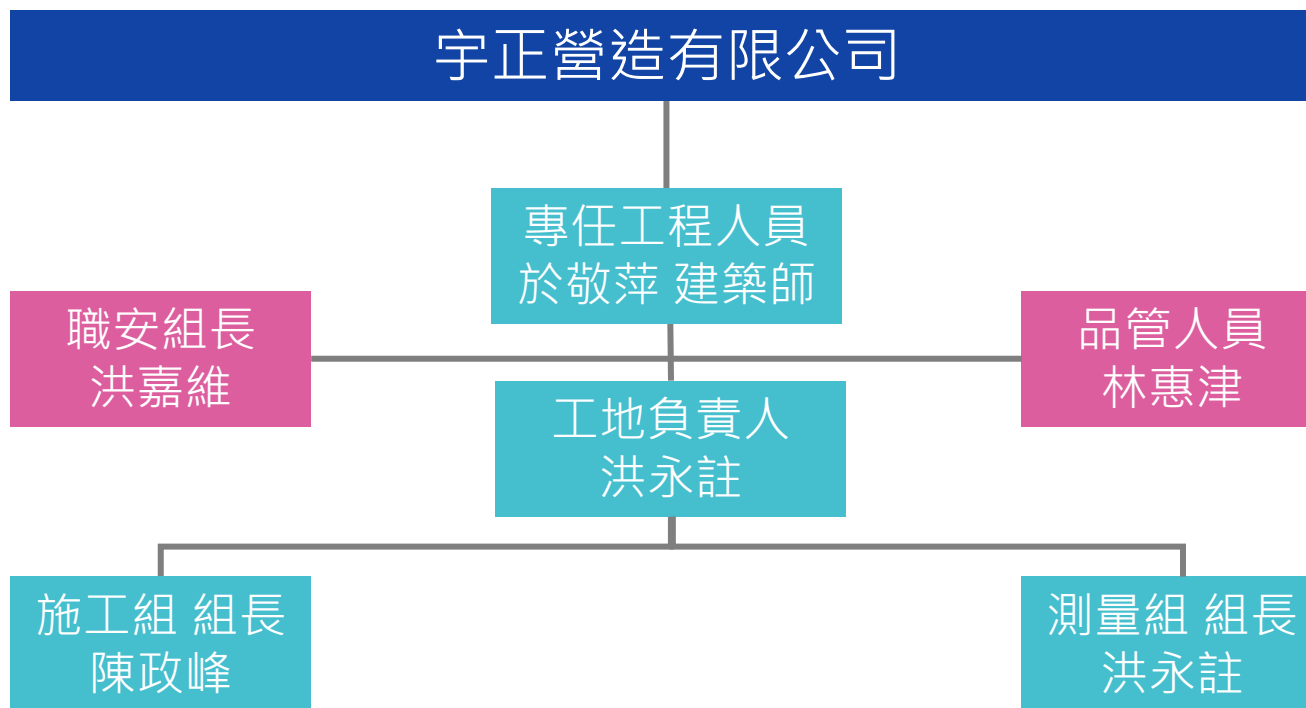 宇正營造有限公司
專任工程人員
於敬萍 建築師
職安組長
洪嘉維
品管人員
林惠津
工地負責人
洪永註
施工組 組長
陳政峰
測量組 組長
洪永註